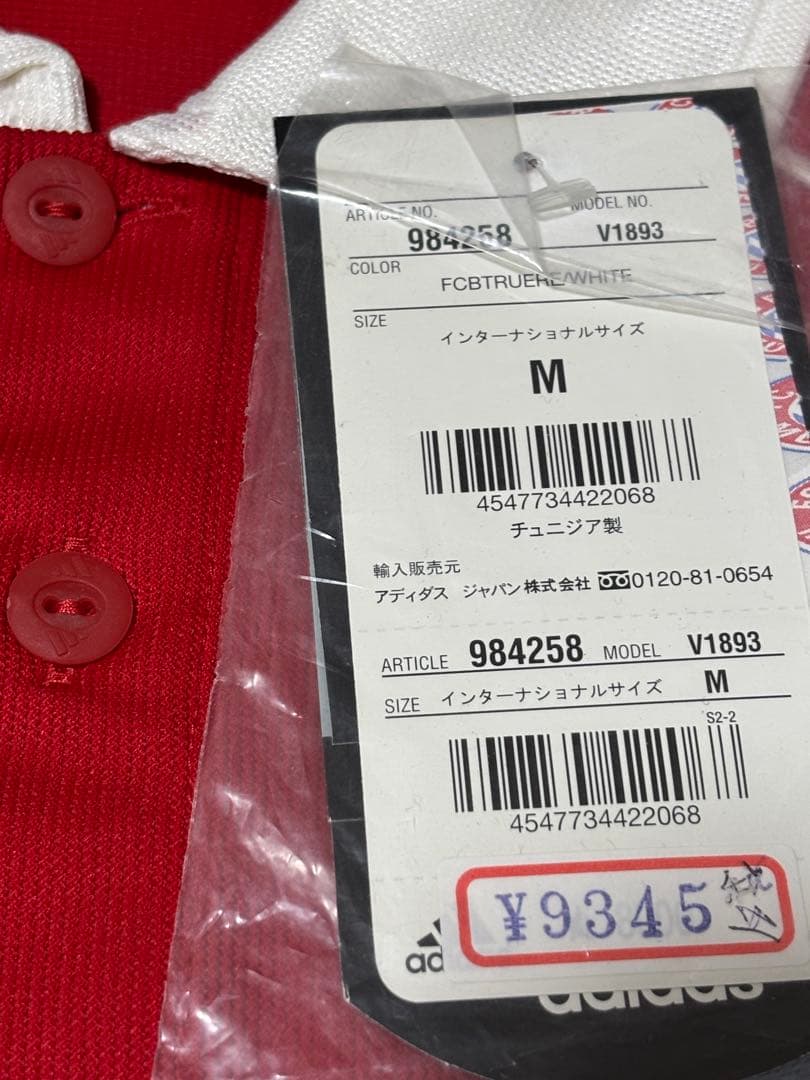 ARTICLE NO.
984258
MODEL NO.
V1893
COLOR
FCBTRUERE/WHITE
SIZE
インターナショナルサイズ
M
4547734422068
チュニジア製
輸入販売元
アディダス ジャパン株式会社 0120-81-0654
ARTICLE 984258 MODEL V1893
SIZE インターナショナルサイズ M
S2-2
4547734422068
¥9345
ad
adidas